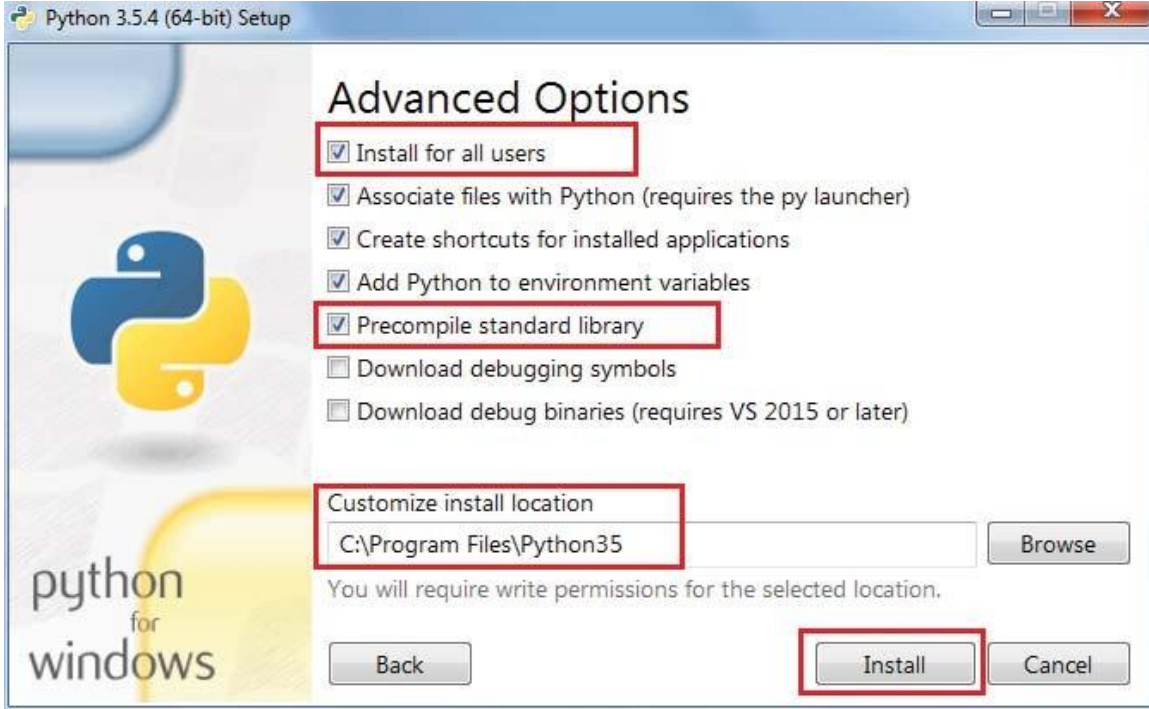 Python 3.5.4 (64-bit) Setup
Advanced Options
Install for all users
Associate files with Python (requires the py launcher)
Create shortcuts for installed applications
Add Python to environment variables
Precompile standard library
Download debugging symbols
Download debug binaries (requires VS 2015 or later)
Customize install location
C:\Program Files\Python35
Browse
You will require write permissions for the selected location.
python
for
windows
Back
Install
Cancel